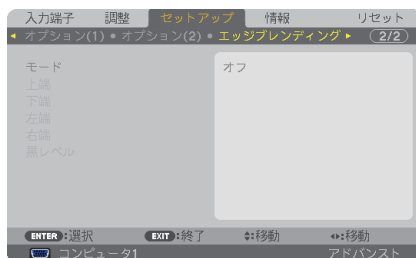 入力端子 調整 セットアップ 情報 リセット
◂ オプション(1) ● オプション(2) ● エッジブレンディング ▸ 2/2
モード オフ
上端
下端
左端
右端
黒レベル
ENTER :選択 EXIT :終了 ♦:移動 ◂▸:移動
コンピュータ1 アドバンスト